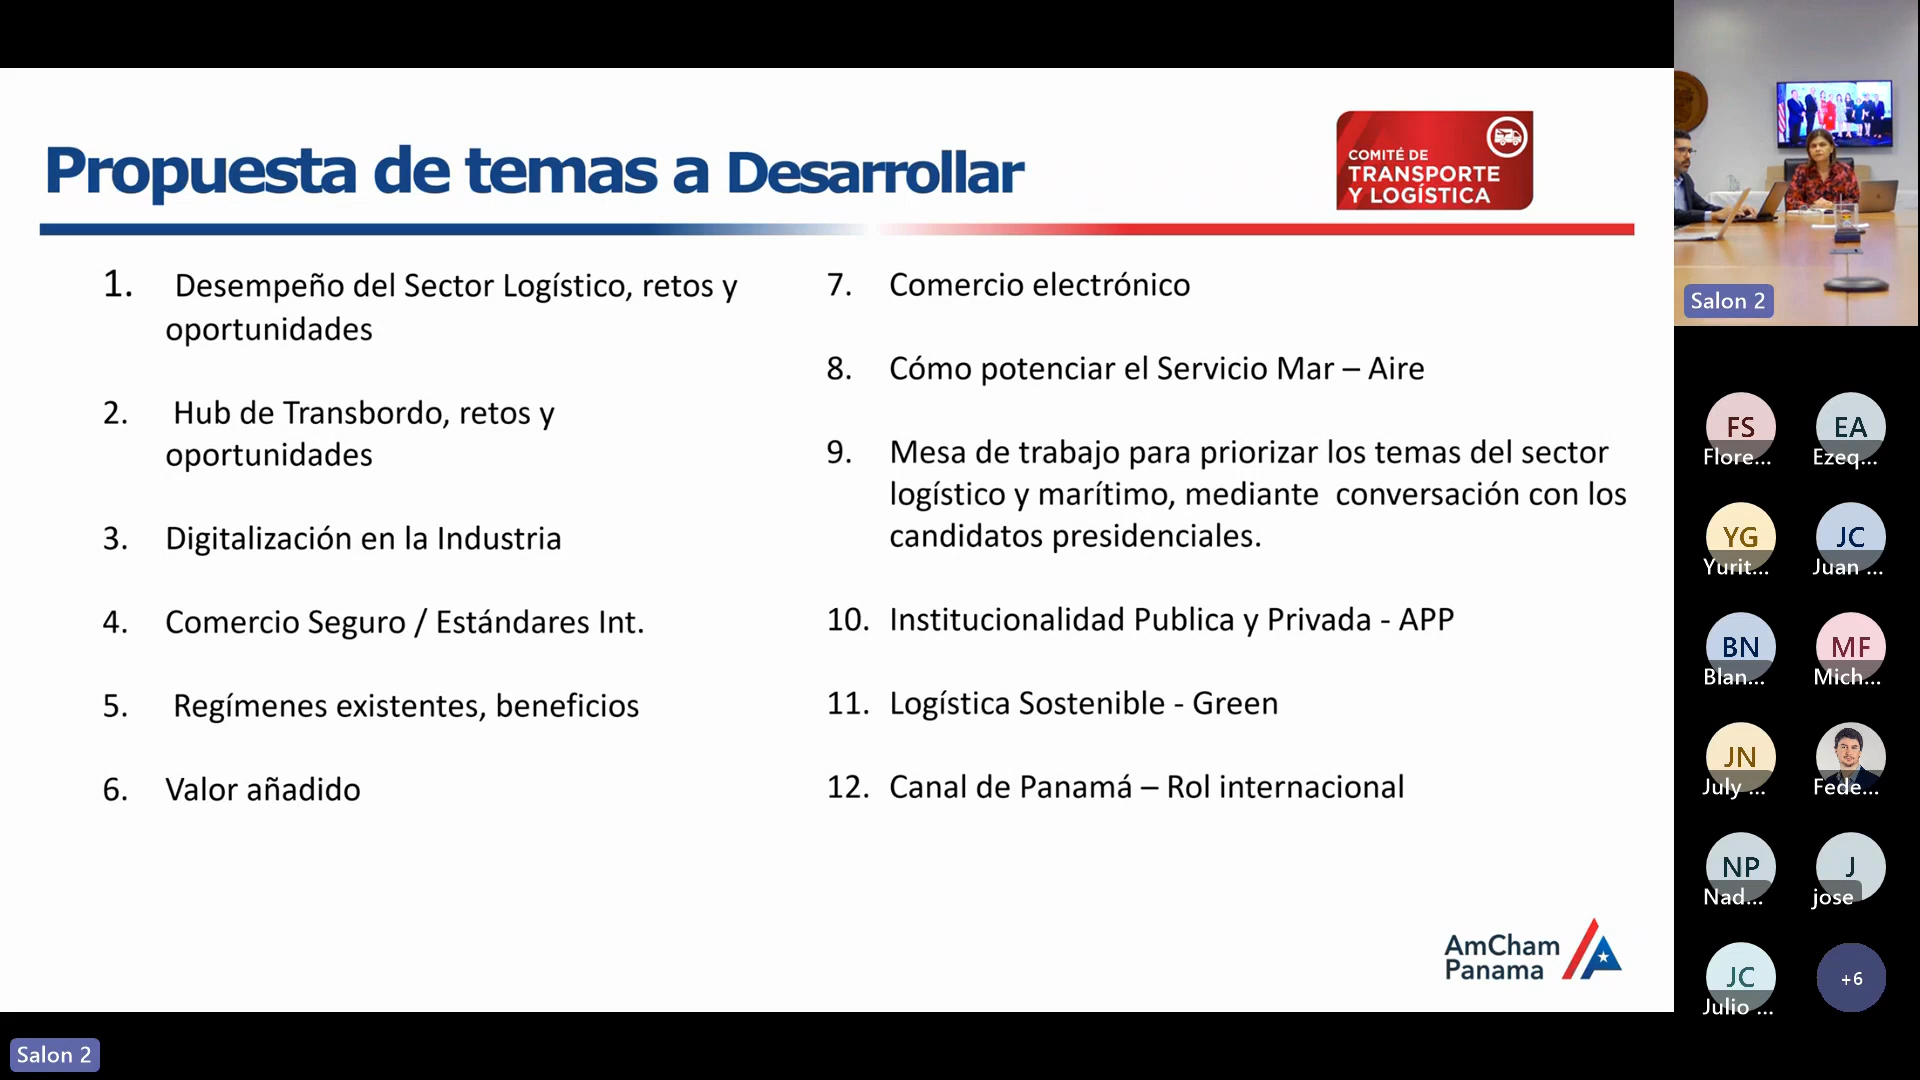 Propuesta de temas a Desarrollar
COMITÉ DE
TRANSPORTE
Y LOGÍSTICA
1. Desempeño del Sector Logístico, retos y
oportunidades
2. Hub de Transbordo, retos y
oportunidades
3. Digitalización en la Industria
4. Comercio Seguro / Estándares Int.
5. Regímenes existentes, beneficios
6. Valor añadido
7. Comercio electrónico
8. Cómo potenciar el Servicio Mar – Aire
9. Mesa de trabajo para priorizar los temas del sector
logístico y marítimo, mediante conversación con los
candidatos presidenciales.
10. Institucionalidad Publica y Privada - APP
11. Logística Sostenible - Green
12. Canal de Panamá – Rol internacional
AmCham
Panama
Salon 2
Salon 2
FS
Flore...
EA
Ezeq...
YG
Yurit...
JC
Juan ...
BN
Blan...
MF
Mich...
JN
July ...
Fede...
NP
Nad...
J
jose
JC
Julio ...
+6